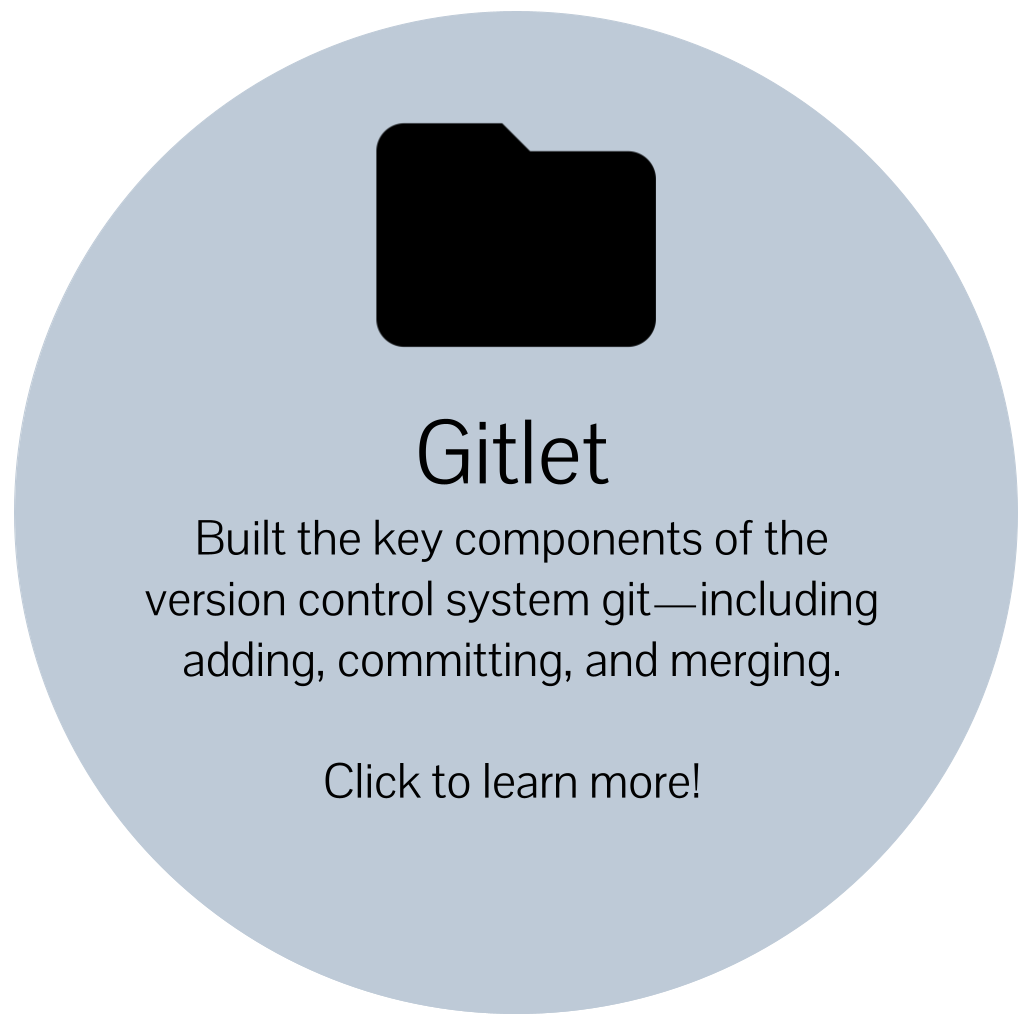 Gitlet
Built the key components of the
version control system git—including
adding, committing, and merging.
Click to learn more!